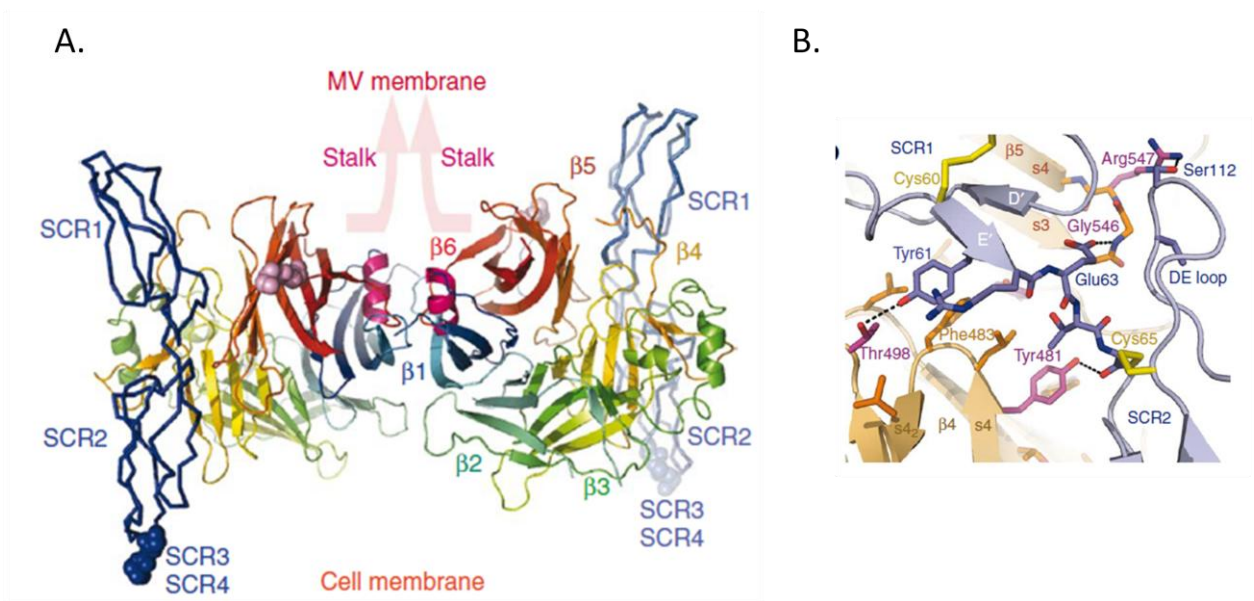 A.
B.
MV membrane
Stalk
Stalk
β5
SCR1
SCR1
β6
β4
β1
SCR2
SCR2
β2
β3
SCR3
SCR4
SCR3
SCR4
Cell membrane
SCR1
β5
s4
Arg547
Ser112
Cys60
D′
s3
Gly546
E′
Tyr61
Glu63
DE loop
Phe483
Cys65
Thr498
Tyr481
s4₂
β4
s4
SCR2